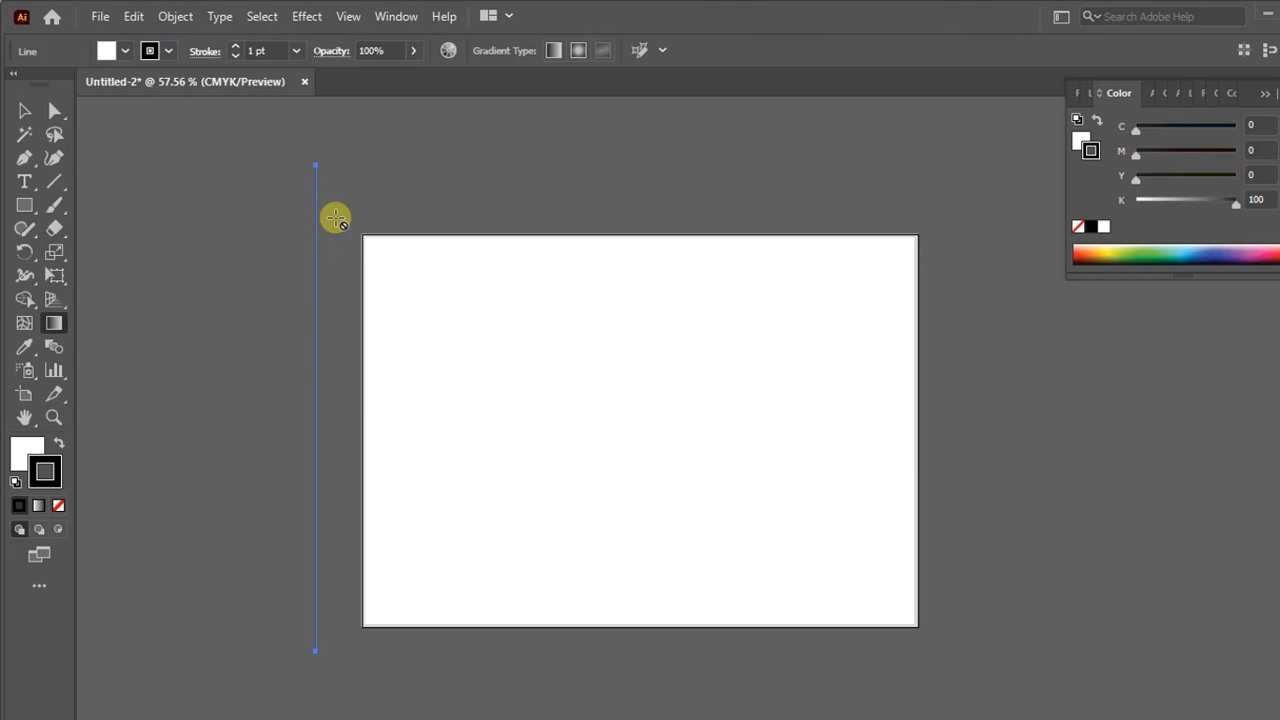 Ai File Edit Object Type Select Effect View Window Help Search Adobe Help
Line Stroke: 1 pt Opacity: 100% Gradient Type:
Untitled-2* @ 57.56 % (CMYK/Preview) ×
Color
C 0
M 0
Y 0
K 100